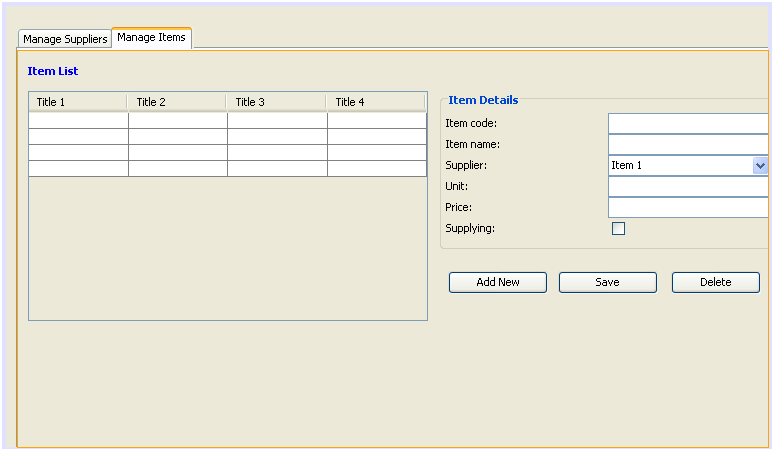 Manage Suppliers Manage Items
Item List
Title 1 Title 2 Title 3 Title 4
Item Details
Item code:
Item name:
Supplier: Item 1
Unit:
Price:
Supplying:
Add New Save Delete